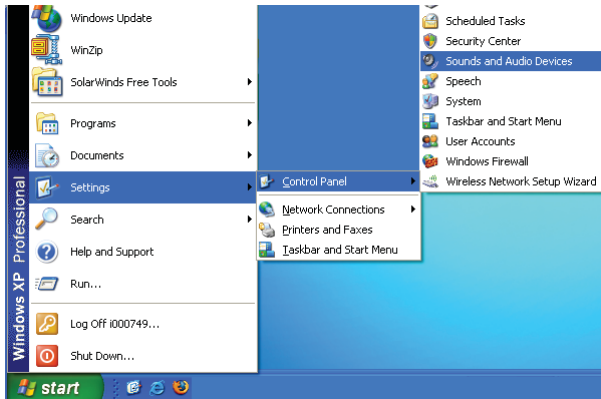 Windows Update
WinZip
SolarWinds Free Tools
Programs
Documents
Settings
Search
Help and Support
Run...
Log Off i000749...
Shut Down...
Windows XP Professional
start
Control Panel
Network Connections
Printers and Faxes
Taskbar and Start Menu
Scheduled Tasks
Security Center
Sounds and Audio Devices
Speech
System
Taskbar and Start Menu
User Accounts
Windows Firewall
Wireless Network Setup Wizard